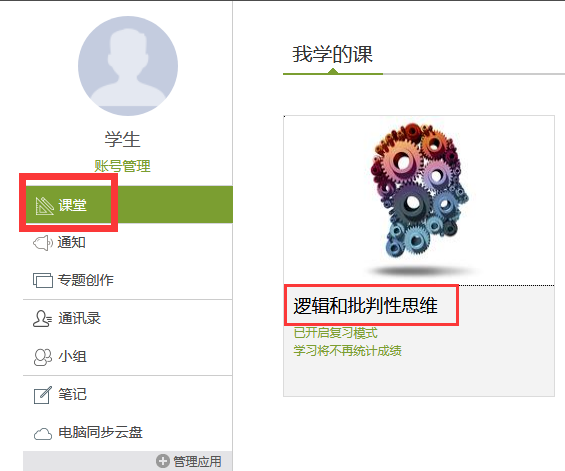 学生
账号管理
课堂
通知
专题创作
通讯录
小组
笔记
电脑同步云盘
管理应用
我学的课
逻辑和批判性思维
已开启复习模式
学习将不再统计成绩